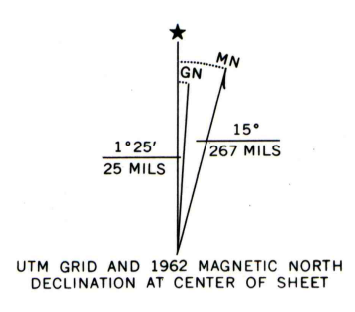 ★
MN
GN
1°25′
25 MILS
15°
267 MILS
UTM GRID AND 1962 MAGNETIC NORTH
DECLINATION AT CENTER OF SHEET